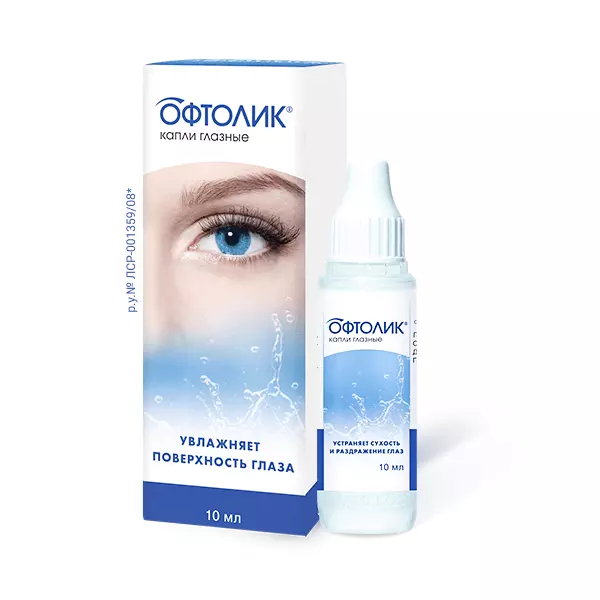 ОФТОЛИК®
капли глазные
р.у.№ ЛСР-001359/08*
УВЛАЖНЯЕТ
ПОВЕРХНОСТЬ ГЛАЗА
10 мл
ОФТОЛИК®
капли глазные
УСТРАНЯЕТ СУХОСТЬ
И РАЗДРАЖЕНИЕ ГЛАЗ
10 мл